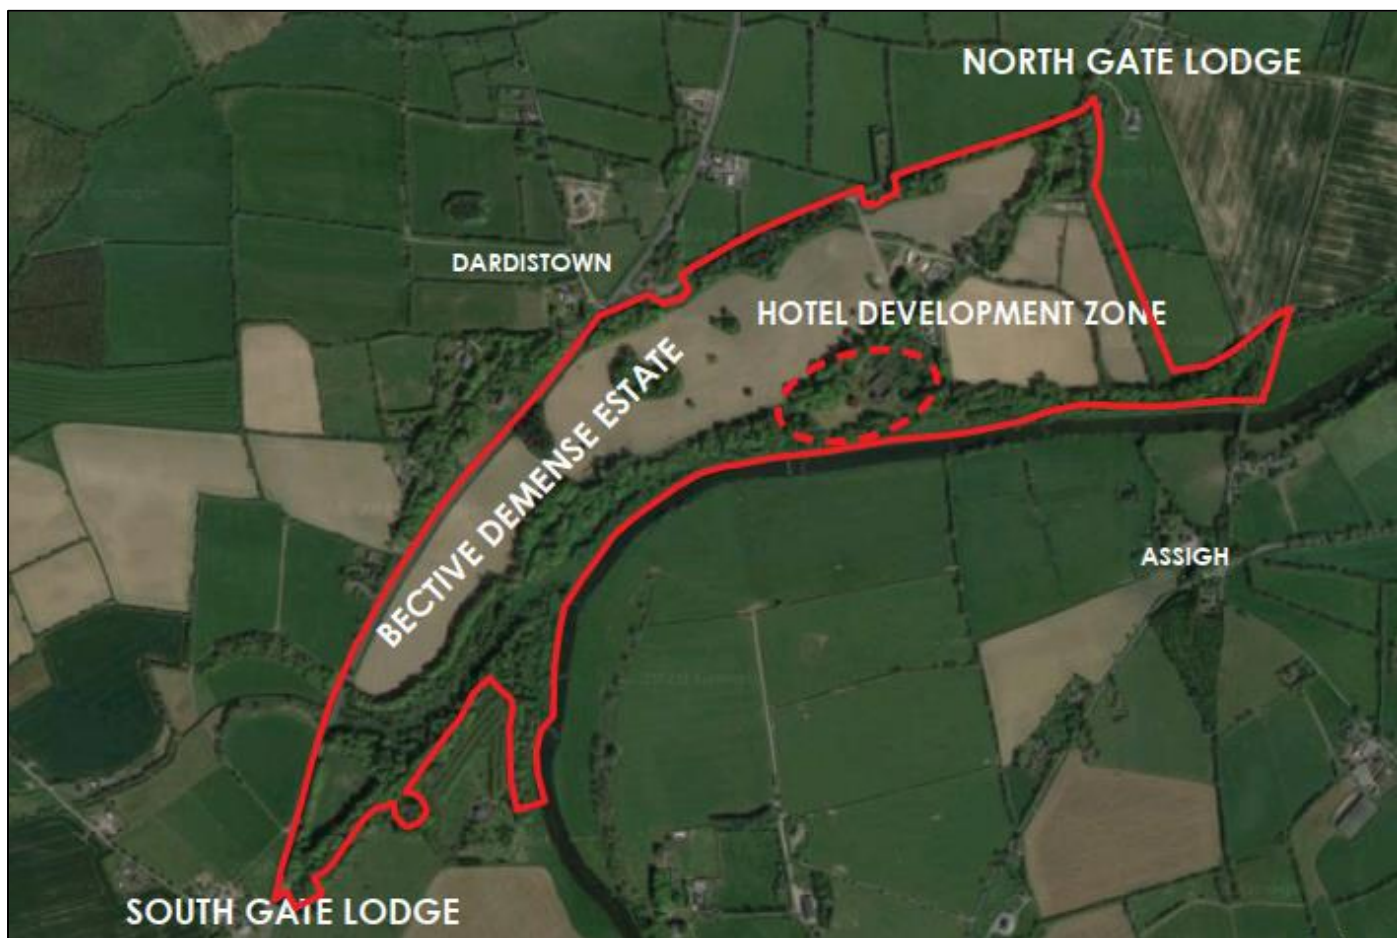 NORTH GATE LODGE
DARDISTOWN
HOTEL DEVELOPMENT ZONE
BECTIVE DEMENSE ESTATE
ASSIGH
SOUTH GATE LODGE